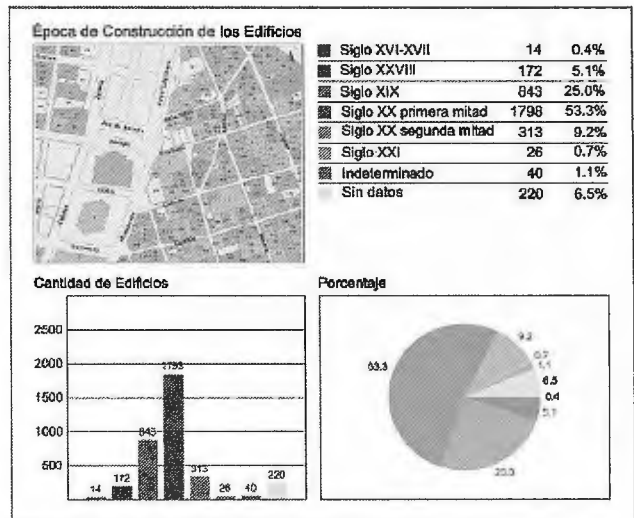 Época de Construcción de los Edificios
Siglo XVI-XVII 14 0.4%
Siglo XXVIII 172 5.1%
Siglo XIX 843 25.0%
Siglo XX primera mitad 1798 53.3%
Siglo XX segunda mitad 313 9.2%
Siglo XXI 26 0.7%
Indeterminado 40 1.1%
Sin datos 220 6.5%
Cantidad de Edificios
2500
2000
1500
1000
500
14
172
843
1798
313
26
40
220
Porcentaje
53.3
9.2
0.7
1.1
6.5
0.4
5.1
25.0